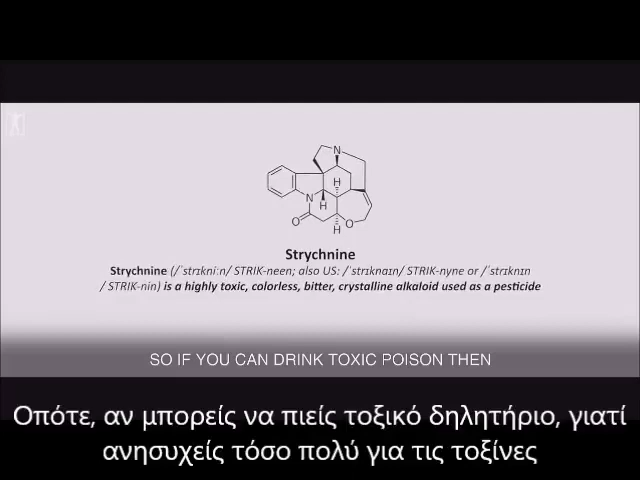 N
H
N
H
O
H
O
Strychnine
Strychnine (/ˈstrɪkniːn/ STRIK-neen; also US: /ˈstrɪknaɪn/ STRIK-nyne or /ˈstrɪknɪn
/ STRIK-nin) is a highly toxic, colorless, bitter, crystalline alkaloid used as a pesticide
SO IF YOU CAN DRINK TOXIC POISON THEN
Οπότε, αν μπορείς να πιείς τοξικό δηλητήριο, γιατί
ανησυχείς τόσο πολύ για τις τοξίνες